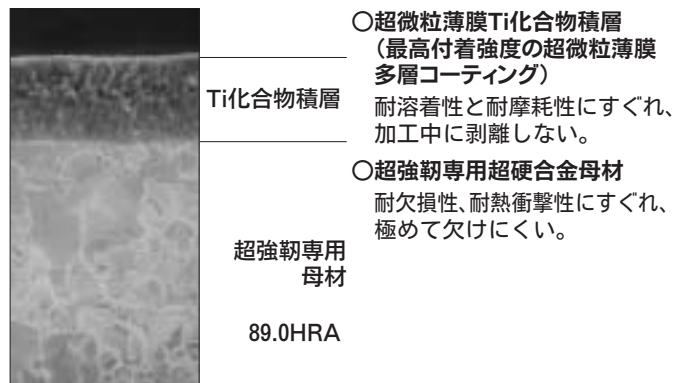 Ti化合物積層
超強靭専用
母材
89.0HRA
○超微粒薄膜Ti化合物積層
（最高付着強度の超微粒薄膜
多層コーティング）
耐溶着性と耐摩耗性にすぐれ、
加工中に剥離しない。
○超強靭専用超硬合金母材
耐欠損性、耐熱衝撃性にすぐれ、
極めて欠けにくい。